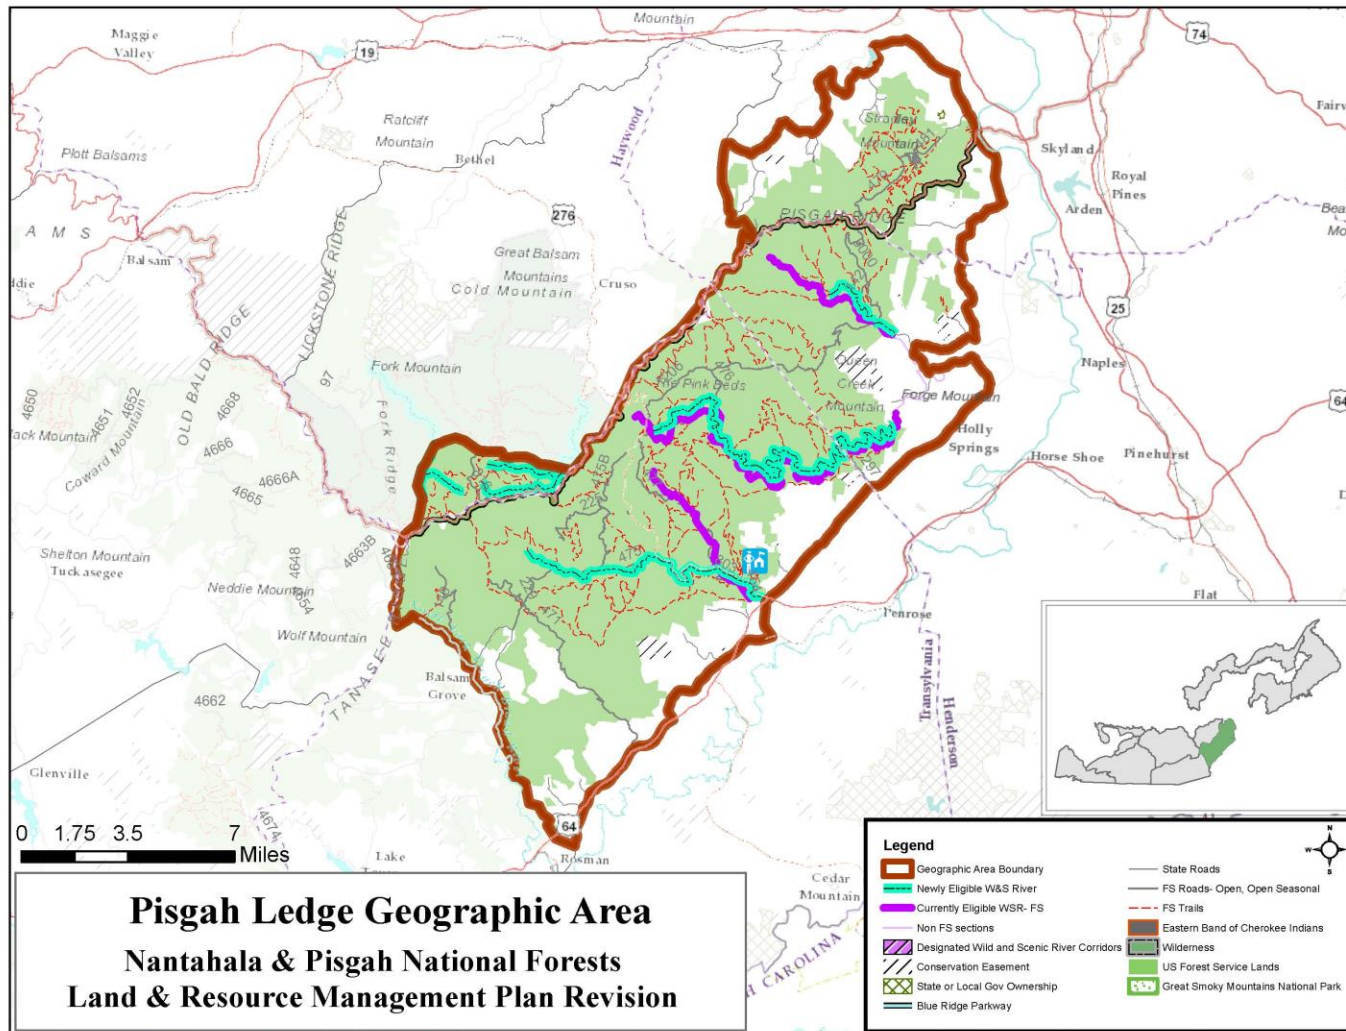 Mountain
Maggie
Valley
19
74
Ratcliff
Mountain
Bethel
Plott Balsams
Haywood
Skyland
Royal
Pines
Arden
276
A M S
Balsam
LICKSTONE RIDGE
Great Balsam
Mountains
Cold Mountain
Cruso
PISGAH RIDGE
25
OLD BALD RIDGE
97
Fork Mountain
Fork Ridge
Naples
4650
4651
4652
4668
4666
Coward Mountain
4666A
4665
Queen
Creek
Mountain
Forge Mountain
Holly
Springs
Horse Shoe
Pinehurst
64
Shelton Mountain
Tuckasegee
4648
4663B
4654
Neddie Mountain
Wolf Mountain
475
471
Penrose
Flat
TANASEE
Balsam
Grove
4662
Transylvania
Henderson
Glenville
4674
0 1.75 3.5 7
Miles
64
Rosman
Lake
Cedar
Mountain
H CAROLINA
Pisgah Ledge Geographic Area
Nantahala & Pisgah National Forests
Land & Resource Management Plan Revision
Legend
N
W E
S
Geographic Area Boundary
Newly Eligible W&S River
Currently Eligible WSR- FS
Non FS sections
Designated Wild and Scenic River Corridors
Conservation Easement
State or Local Gov Ownership
Blue Ridge Parkway
State Roads
FS Roads- Open, Open Seasonal
FS Trails
Eastern Band of Cherokee Indians
Wilderness
US Forest Service Lands
Great Smoky Mountains National Park